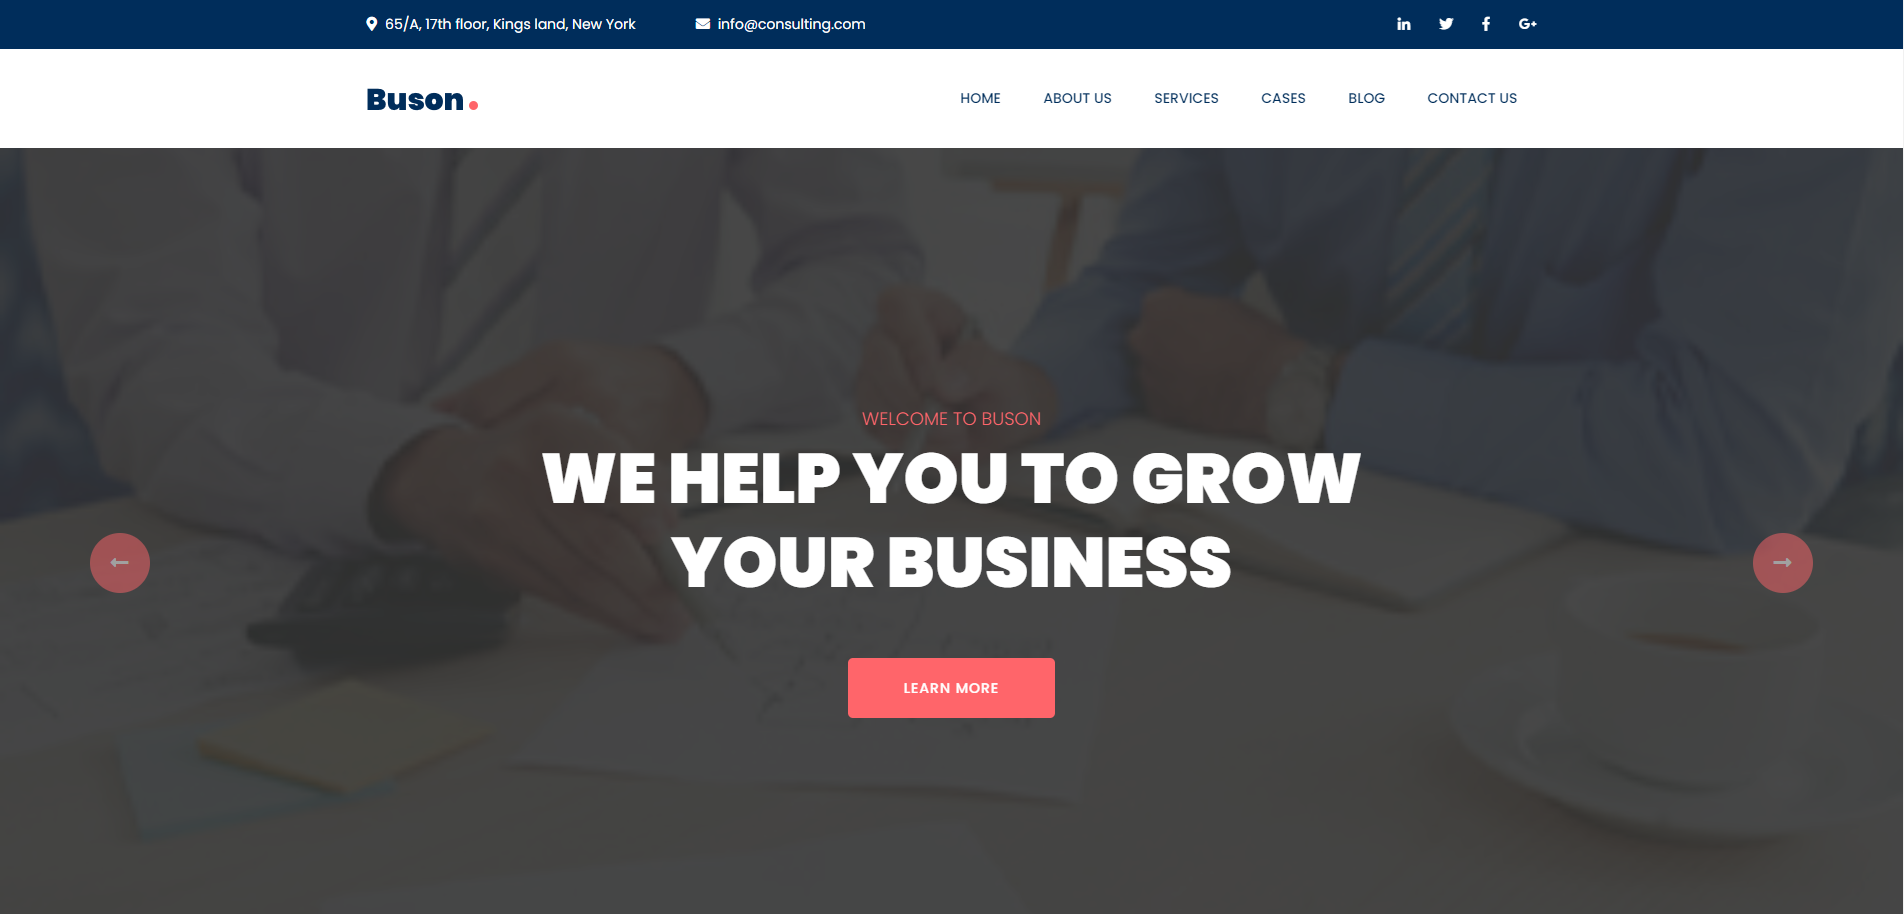 65/A, 17th floor, Kings land, New York
info@consulting.com
Buson.
HOME ABOUT US SERVICES CASES BLOG CONTACT US
WELCOME TO BUSON
WE HELP YOU TO GROW
YOUR BUSINESS
LEARN MORE